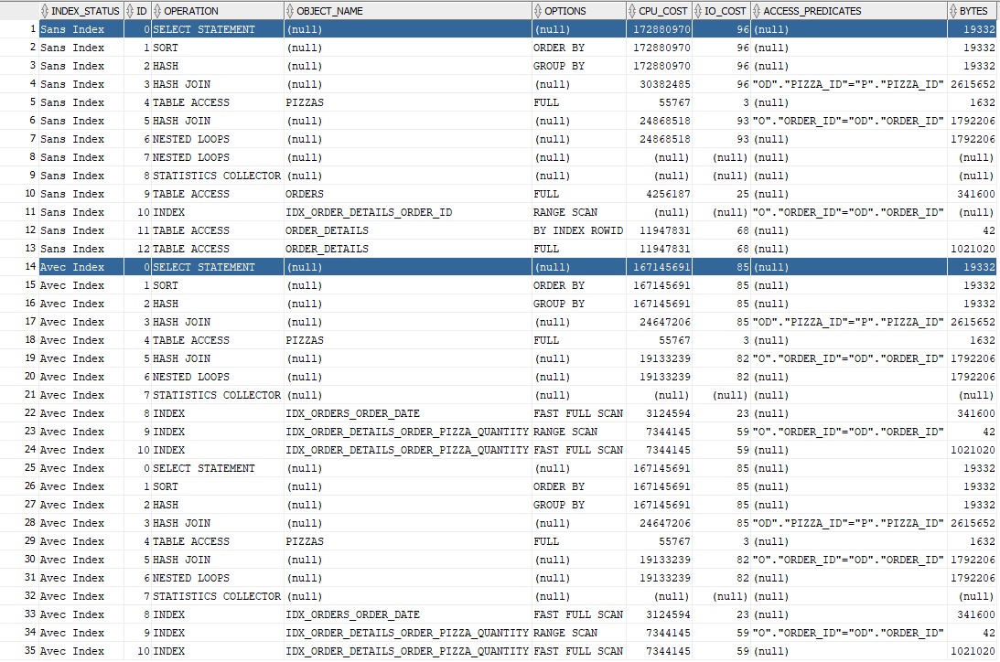 INDEX_STATUS ID OPERATION OBJECT_NAME OPTIONS CPU_COST IO_COST ACCESS_PREDICATES BYTES
1 Sans Index 0 SELECT STATEMENT (null) (null) 172880970 96 (null) 19332
2 Sans Index 1 SORT (null) ORDER BY 172880970 96 (null) 19332
3 Sans Index 2 HASH (null) GROUP BY 172880970 96 (null) 19332
4 Sans Index 3 HASH JOIN (null) (null) 30382485 96 "OD"."PIZZA_ID"="P"."PIZZA_ID" 2615652
5 Sans Index 4 TABLE ACCESS PIZZAS FULL 55767 3 (null) 1632
6 Sans Index 5 HASH JOIN (null) (null) 24868518 93 "O"."ORDER_ID"="OD"."ORDER_ID" 1792206
7 Sans Index 6 NESTED LOOPS (null) (null) 24868518 93 (null) 1792206
8 Sans Index 7 NESTED LOOPS (null) (null) (null) (null) (null) (null)
9 Sans Index 8 STATISTICS COLLECTOR (null) (null) (null) (null) (null) (null)
10 Sans Index 9 TABLE ACCESS ORDERS FULL 4256187 25 (null) 341600
11 Sans Index 10 INDEX IDX_ORDER_DETAILS_ORDER_ID RANGE SCAN (null) (null) "O"."ORDER_ID"="OD"."ORDER_ID" (null)
12 Sans Index 11 TABLE ACCESS ORDER_DETAILS BY INDEX ROWID 11947831 68 (null) 42
13 Sans Index 12 TABLE ACCESS ORDER_DETAILS FULL 11947831 68 (null) 1021020
14 Avec Index 0 SELECT STATEMENT (null) (null) 167145691 85 (null) 19332
15 Avec Index 1 SORT (null) ORDER BY 167145691 85 (null) 19332
16 Avec Index 2 HASH (null) GROUP BY 167145691 85 (null) 19332
17 Avec Index 3 HASH JOIN (null) (null) 24647206 85 "OD"."PIZZA_ID"="P"."PIZZA_ID" 2615652
18 Avec Index 4 TABLE ACCESS PIZZAS FULL 55767 3 (null) 1632
19 Avec Index 5 HASH JOIN (null) (null) 19133239 82 "O"."ORDER_ID"="OD"."ORDER_ID" 1792206
20 Avec Index 6 NESTED LOOPS (null) (null) 19133239 82 (null) 1792206
21 Avec Index 7 STATISTICS COLLECTOR (null) (null) (null) (null) (null) (null)
22 Avec Index 8 INDEX IDX_ORDERS_ORDER_DATE FAST FULL SCAN 3124594 23 (null) 341600
23 Avec Index 9 INDEX IDX_ORDER_DETAILS_ORDER_PIZZA_QUANTITY RANGE SCAN 7344145 59 "O"."ORDER_ID"="OD"."ORDER_ID" 42
24 Avec Index 10 INDEX IDX_ORDER_DETAILS_ORDER_PIZZA_QUANTITY FAST FULL SCAN 7344145 59 (null) 1021020
25 Avec Index 0 SELECT STATEMENT (null) (null) 167145691 85 (null) 19332
26 Avec Index 1 SORT (null) ORDER BY 167145691 85 (null) 19332
27 Avec Index 2 HASH (null) GROUP BY 167145691 85 (null) 19332
28 Avec Index 3 HASH JOIN (null) (null) 24647206 85 "OD"."PIZZA_ID"="P"."PIZZA_ID" 2615652
29 Avec Index 4 TABLE ACCESS PIZZAS FULL 55767 3 (null) 1632
30 Avec Index 5 HASH JOIN (null) (null) 19133239 82 "O"."ORDER_ID"="OD"."ORDER_ID" 1792206
31 Avec Index 6 NESTED LOOPS (null) (null) 19133239 82 (null) 1792206
32 Avec Index 7 STATISTICS COLLECTOR (null) (null) (null) (null) (null) (null)
33 Avec Index 8 INDEX IDX_ORDERS_ORDER_DATE FAST FULL SCAN 3124594 23 (null) 341600
34 Avec Index 9 INDEX IDX_ORDER_DETAILS_ORDER_PIZZA_QUANTITY RANGE SCAN 7344145 59 "O"."ORDER_ID"="OD"."ORDER_ID" 42
35 Avec Index 10 INDEX IDX_ORDER_DETAILS_ORDER_PIZZA_QUANTITY FAST FULL SCAN 7344145 59 (null) 1021020